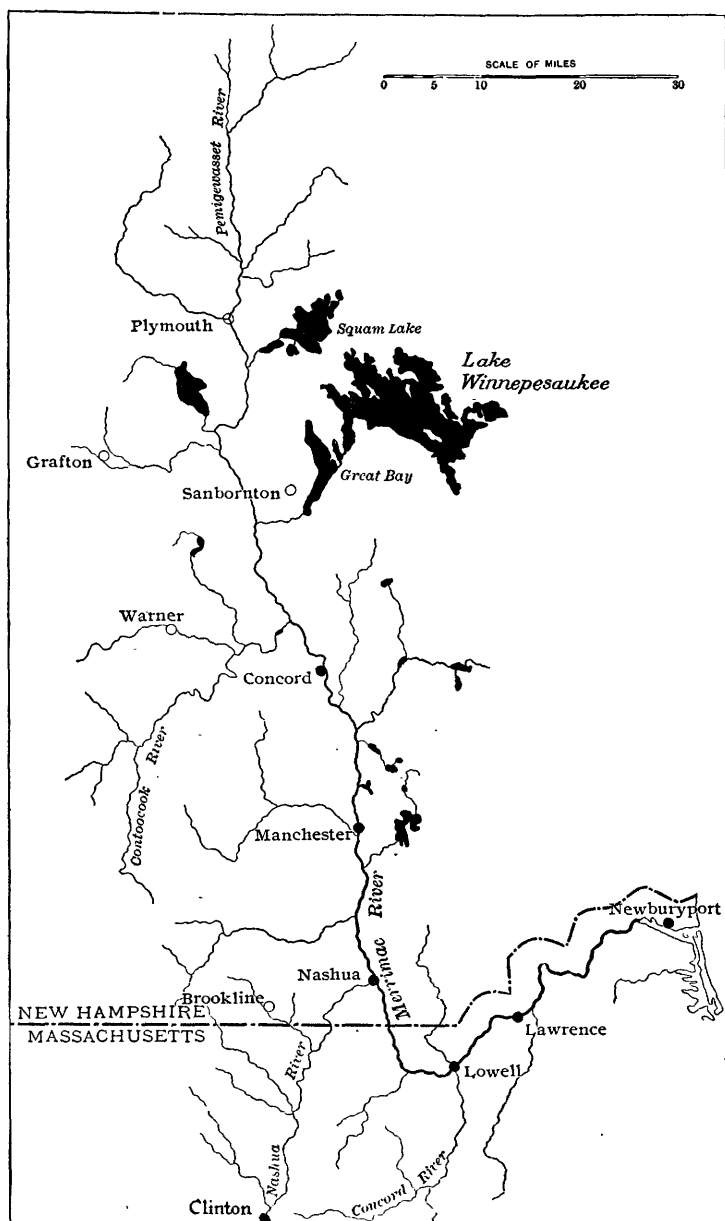 SCALE OF MILES
0 5 10 20 30
Pemigewasset River
Plymouth
Squam Lake
Lake
Winnepesaukee
Grafton
Sanbornton
Great Bay
Warner
Concord
Contoocook River
Manchester
Merrimac River
Newburyport
Nashua
Brookline
NEW HAMPSHIRE
MASSACHUSETTS
Lawrence
Nashua River
Lowell
Concord River
Clinton